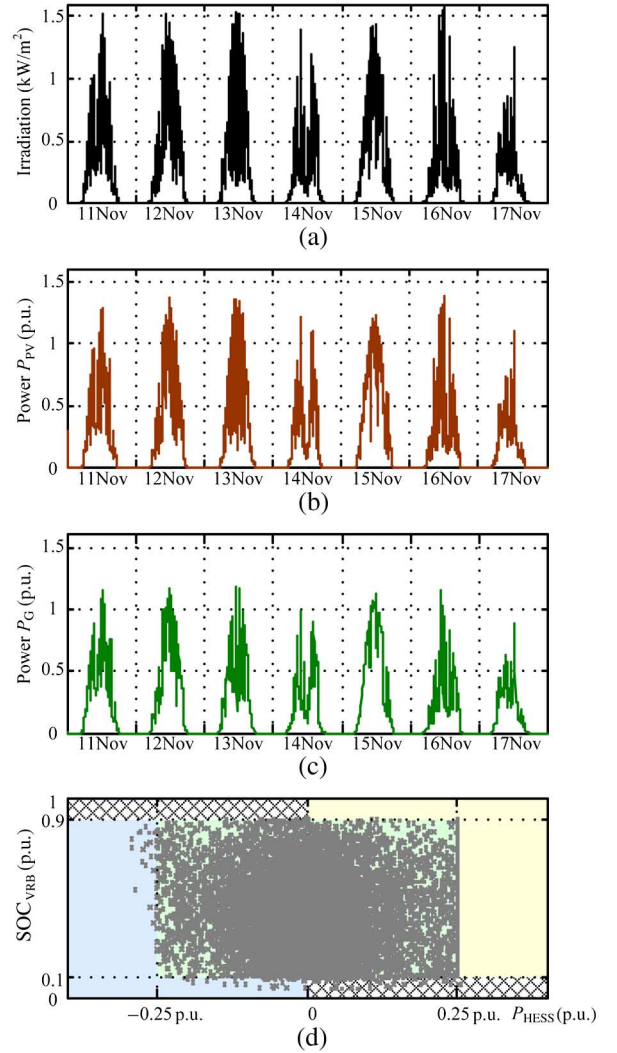 Irradiation (kW/m²)
1.5
1
0.5
0
11Nov 12Nov 13Nov 14Nov 15Nov 16Nov 17Nov
(a)
Power P_PV (p.u.)
1.5
1
0.5
0
11Nov 12Nov 13Nov 14Nov 15Nov 16Nov 17Nov
(b)
Power P_G (p.u.)
1.5
1
0.5
0
11Nov 12Nov 13Nov 14Nov 15Nov 16Nov 17Nov
(c)
SOC_VRB (p.u.)
1
0.9
0.1
0
−0.25 p.u. 0 0.25 p.u. P_HESS (p.u.)
(d)